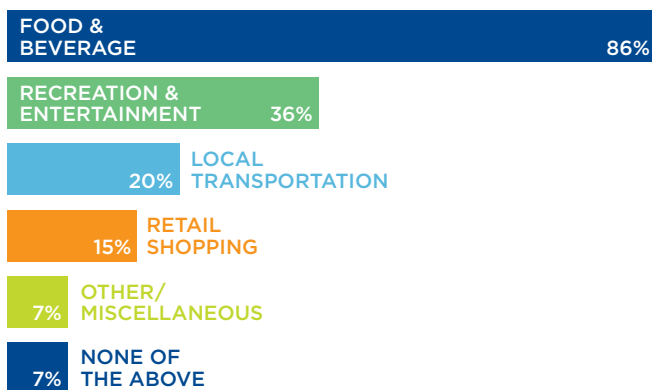 FOOD &
BEVERAGE 86%
RECREATION &
ENTERTAINMENT 36%
LOCAL
20% TRANSPORTATION
RETAIL
15% SHOPPING
OTHER/
7% MISCELLANEOUS
NONE OF
7% THE ABOVE